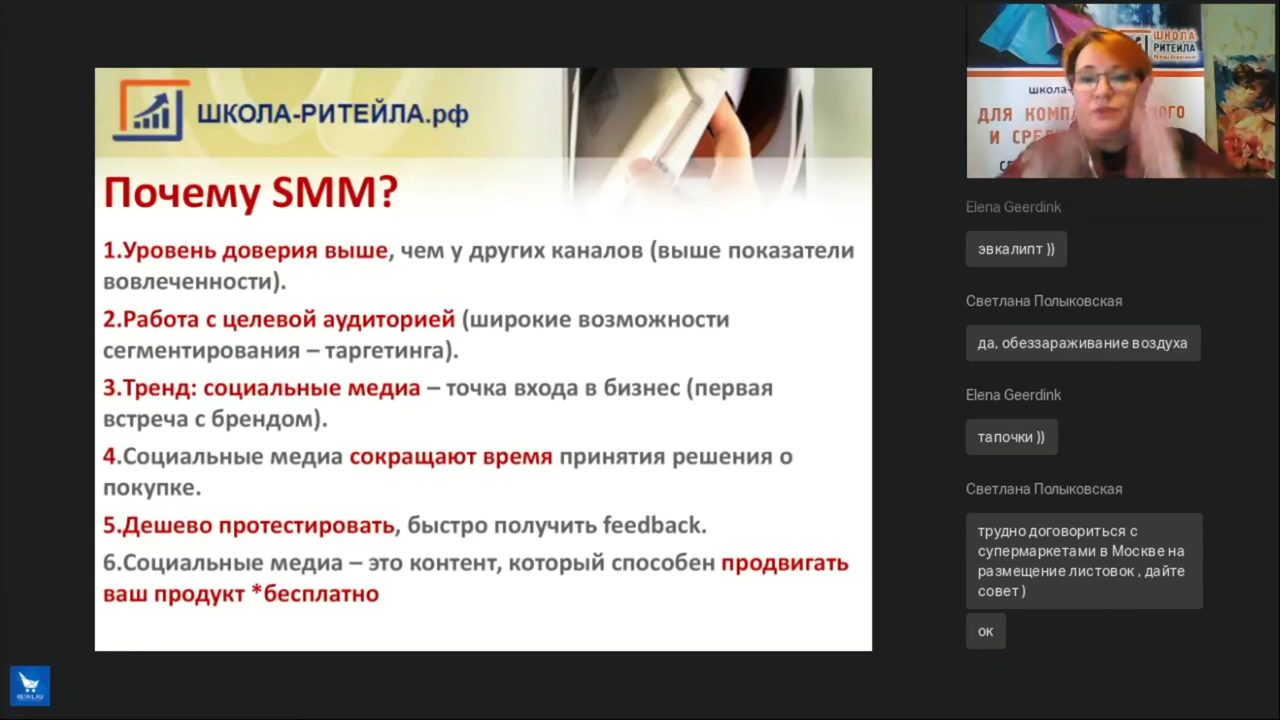 ШКОЛА-РИТЕЙЛА.рф
Почему SMM?
1.Уровень доверия выше, чем у других каналов (выше показатели
вовлеченности).
2.Работа с целевой аудиторией (широкие возможности
сегментирования – таргетинга).
3.Тренд: социальные медиа – точка входа в бизнес (первая
встреча с брендом).
4.Социальные медиа сокращают время принятия решения о
покупке.
5.Дешево протестировать, быстро получить feedback.
6.Социальные медиа – это контент, который способен продвигать
ваш продукт *бесплатно
RETAIL.RU
ШКОЛА
РИТЕЙЛА
школа-
ДЛЯ
И
Elena Geerdink
эвкалипт ))
Светлана Полыковская
да, обеззараживание воздуха
Elena Geerdink
тапочки ))
Светлана Полыковская
трудно договориться с
супермаркетами в Москве на
размещение листовок , дайте
совет )
ок